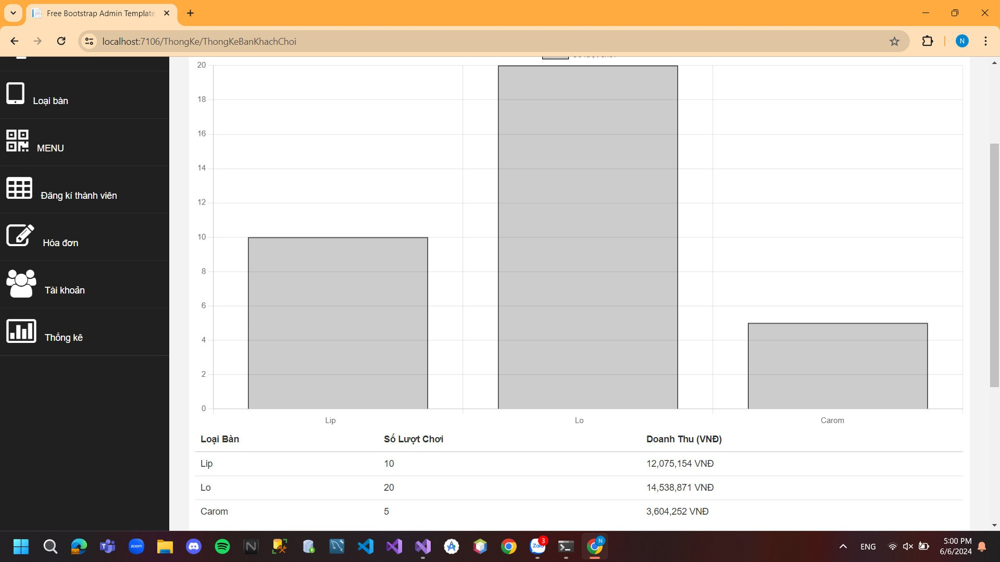 Free Bootstrap Admin Template
localhost:7106/ThongKe/ThongKeBanKhachChoi
N
Loại bàn
MENU
Đăng kí thành viên
Hóa đơn
Tài khoản
Thống kê
20
18
16
14
12
10
8
6
4
2
0
Lip Lo Carom
Loại Bàn Số Lượt Chơi Doanh Thu (VNĐ)
Lip 10 12,075,154 VNĐ
Lo 20 14,538,871 VNĐ
Carom 5 3,604,252 VNĐ
zoom
Zalo
3
N
ENG
5:00 PM
6/6/2024